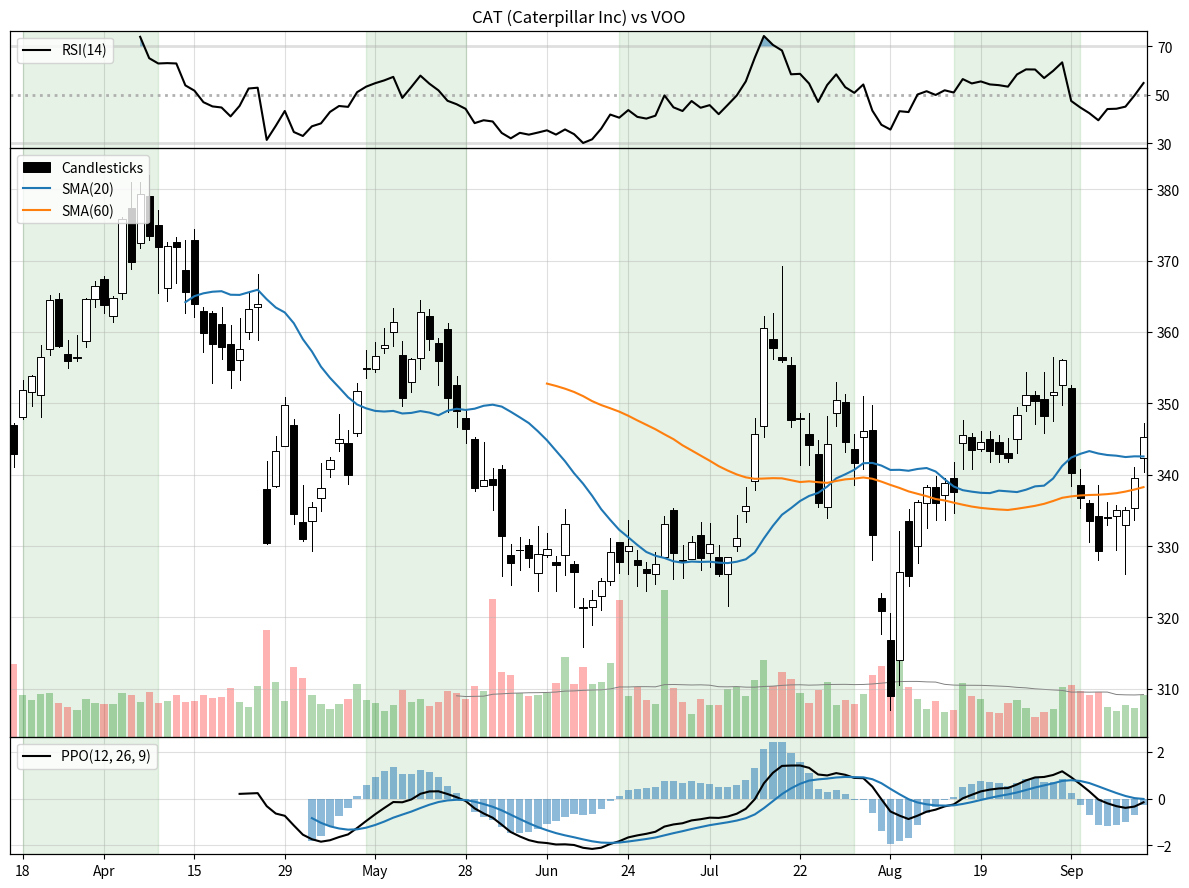 CAT (Caterpillar Inc) vs VOO
RSI(14)
70
50
30
Candlesticks
SMA(20)
SMA(60)
380
370
360
350
340
330
320
310
PPO(12, 26, 9)
2
0
−2
18 Apr 15 29 May 28 Jun 24 Jul 22 Aug 19 Sep